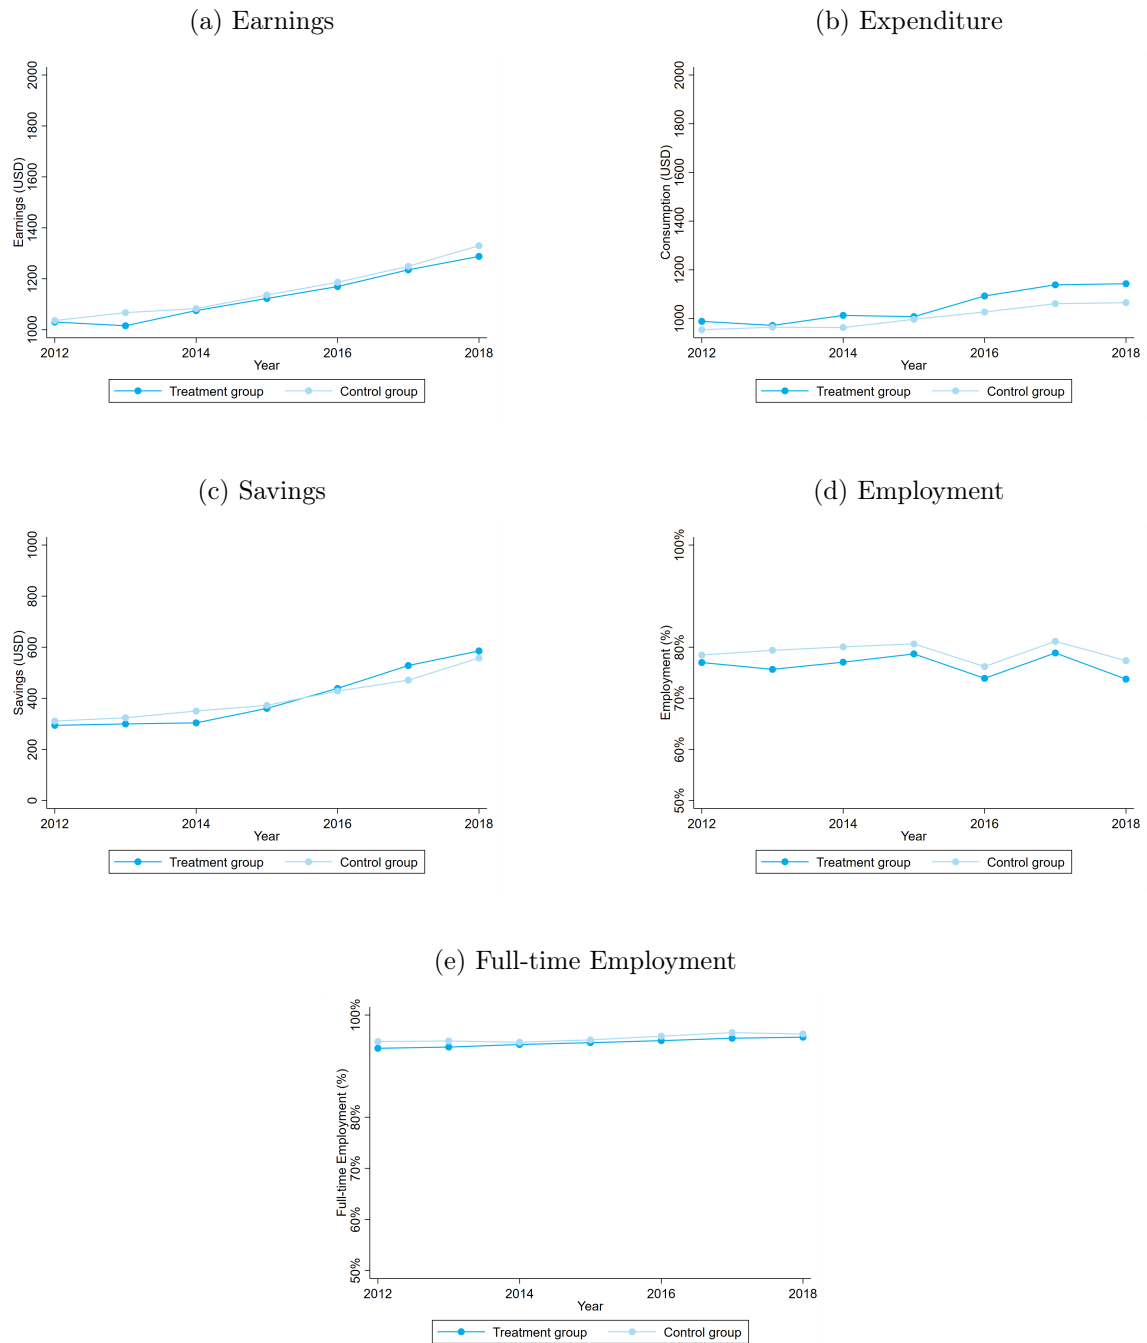 (a) Earnings
Earnings (USD)
2000
1800
1600
1400
1200
1000
2012 2014 2016 2018
Year
Treatment group Control group
(b) Expenditure
Consumption (USD)
2000
1800
1600
1400
1200
1000
2012 2014 2016 2018
Year
Treatment group Control group
(c) Savings
Savings (USD)
1000
800
600
400
200
0
2012 2014 2016 2018
Year
Treatment group Control group
(d) Employment
Employment (%)
100%
80%
70%
60%
50%
2012 2014 2016 2018
Year
Treatment group Control group
(e) Full-time Employment
Full-time Employment (%)
100%
80%
70%
60%
50%
2012 2014 2016 2018
Year
Treatment group Control group